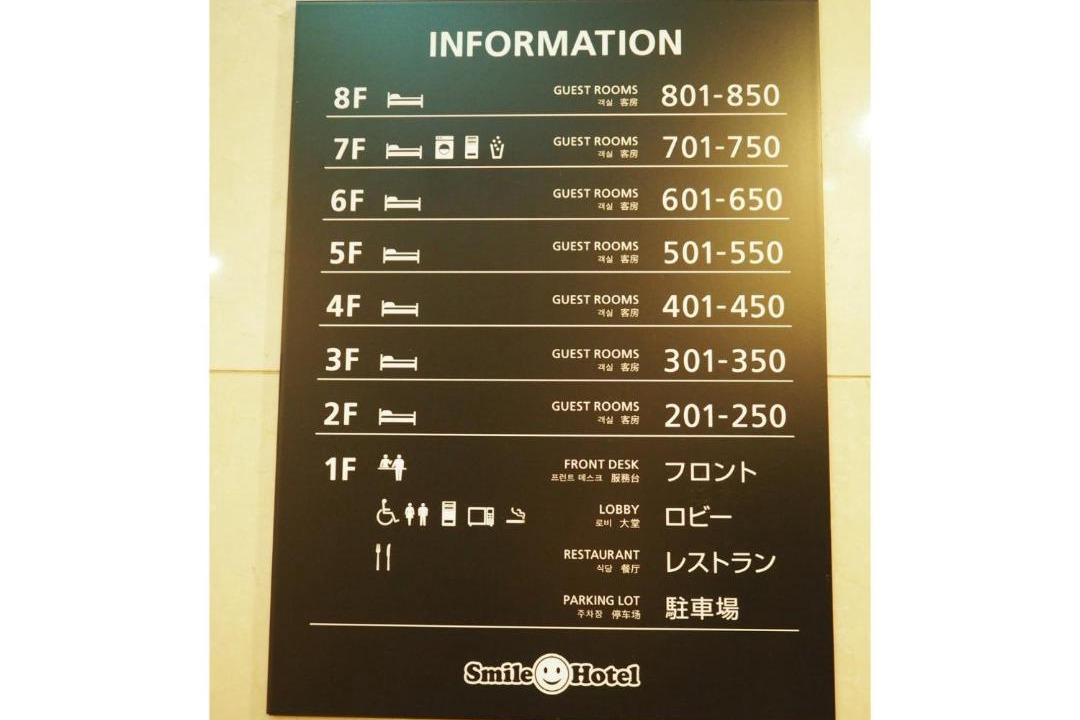 INFORMATION
8F GUEST ROOMS 801-850
객실 客房
7F GUEST ROOMS 701-750
객실 客房
6F GUEST ROOMS 601-650
객실 客房
5F GUEST ROOMS 501-550
객실 客房
4F GUEST ROOMS 401-450
객실 客房
3F GUEST ROOMS 301-350
객실 客房
2F GUEST ROOMS 201-250
객실 客房
1F FRONT DESK フロント
프런트 데스크 服務台
LOBBY ロビー
로비 大堂
RESTAURANT レストラン
식당 餐厅
PARKING LOT 駐車場
주차장 停车场
Smile Hotel